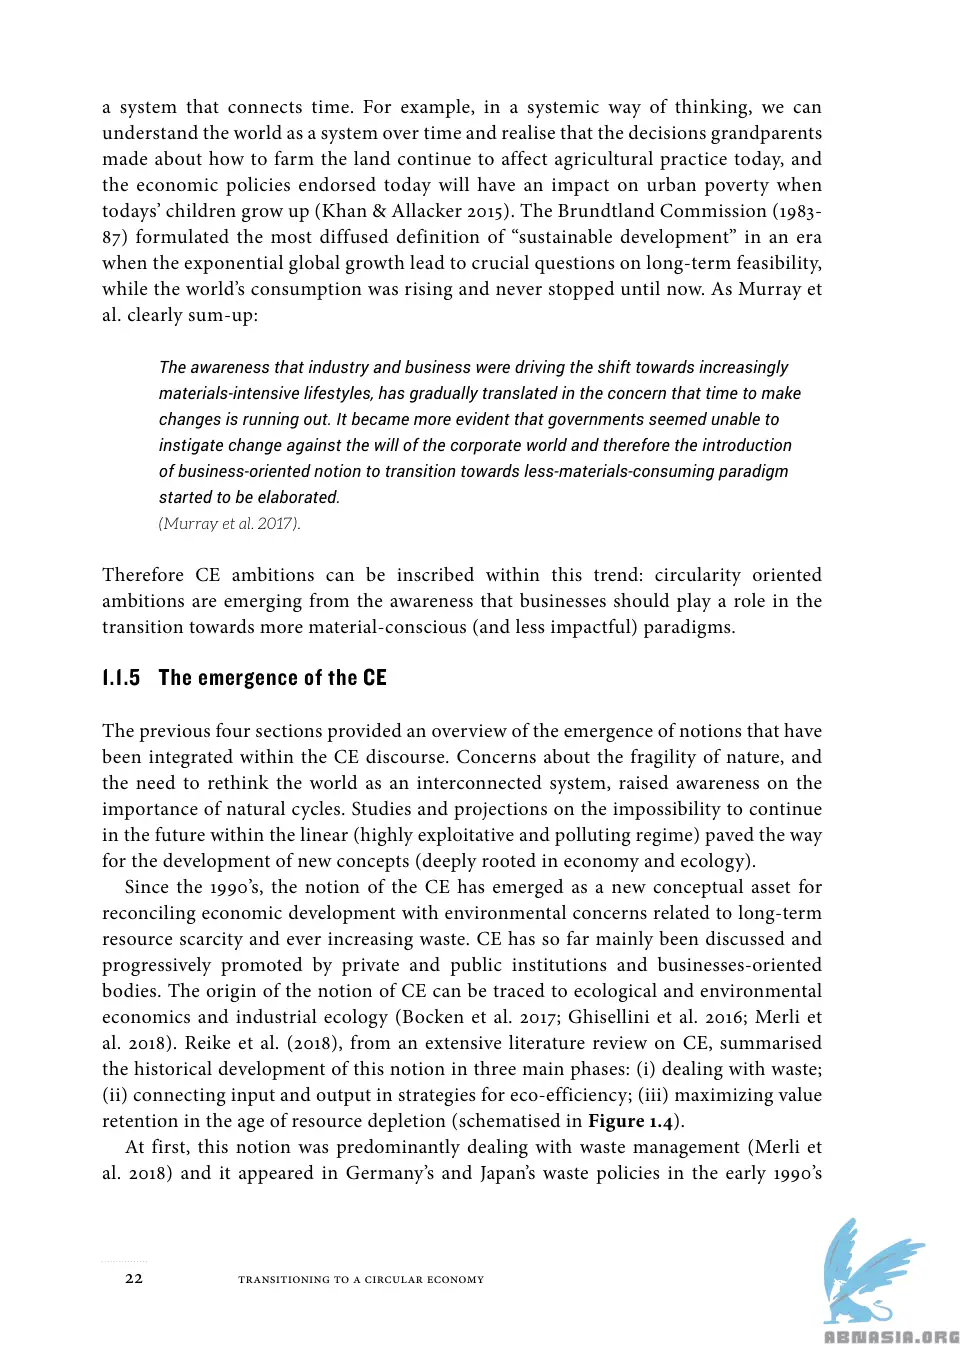 a system that connects time. For example, in a systemic way of thinking, we can
understand the world as a system over time and realise that the decisions grandparents
made about how to farm the land continue to affect agricultural practice today, and
the economic policies endorsed today will have an impact on urban poverty when
todays’ children grow up (Khan & Allacker 2015). The Brundtland Commission (1983-
87) formulated the most diffused definition of “sustainable development” in an era
when the exponential global growth lead to crucial questions on long-term feasibility,
while the world’s consumption was rising and never stopped until now. As Murray et
al. clearly sum-up:
The awareness that industry and business were driving the shift towards increasingly
materials-intensive lifestyles, has gradually translated in the concern that time to make
changes is running out. It became more evident that governments seemed unable to
instigate change against the will of the corporate world and therefore the introduction
of business-oriented notion to transition towards less-materials-consuming paradigm
started to be elaborated.
(Murray et al. 2017).
Therefore CE ambitions can be inscribed within this trend: circularity oriented
ambitions are emerging from the awareness that businesses should play a role in the
transition towards more material-conscious (and less impactful) paradigms.
1.1.5 The emergence of the CE
The previous four sections provided an overview of the emergence of notions that have
been integrated within the CE discourse. Concerns about the fragility of nature, and
the need to rethink the world as an interconnected system, raised awareness on the
importance of natural cycles. Studies and projections on the impossibility to continue
in the future within the linear (highly exploitative and polluting regime) paved the way
for the development of new concepts (deeply rooted in economy and ecology).
Since the 1990’s, the notion of the CE has emerged as a new conceptual asset for
reconciling economic development with environmental concerns related to long-term
resource scarcity and ever increasing waste. CE has so far mainly been discussed and
progressively promoted by private and public institutions and businesses-oriented
bodies. The origin of the notion of CE can be traced to ecological and environmental
economics and industrial ecology (Bocken et al. 2017; Ghisellini et al. 2016; Merli et
al. 2018). Reike et al. (2018), from an extensive literature review on CE, summarised
the historical development of this notion in three main phases: (i) dealing with waste;
(ii) connecting input and output in strategies for eco-efficiency; (iii) maximizing value
retention in the age of resource depletion (schematised in Figure 1.4).
At first, this notion was predominantly dealing with waste management (Merli et
al. 2018) and it appeared in Germany’s and Japan’s waste policies in the early 1990’s
22 TRANSITIONING TO A CIRCULAR ECONOMY
ABNASIA.ORG